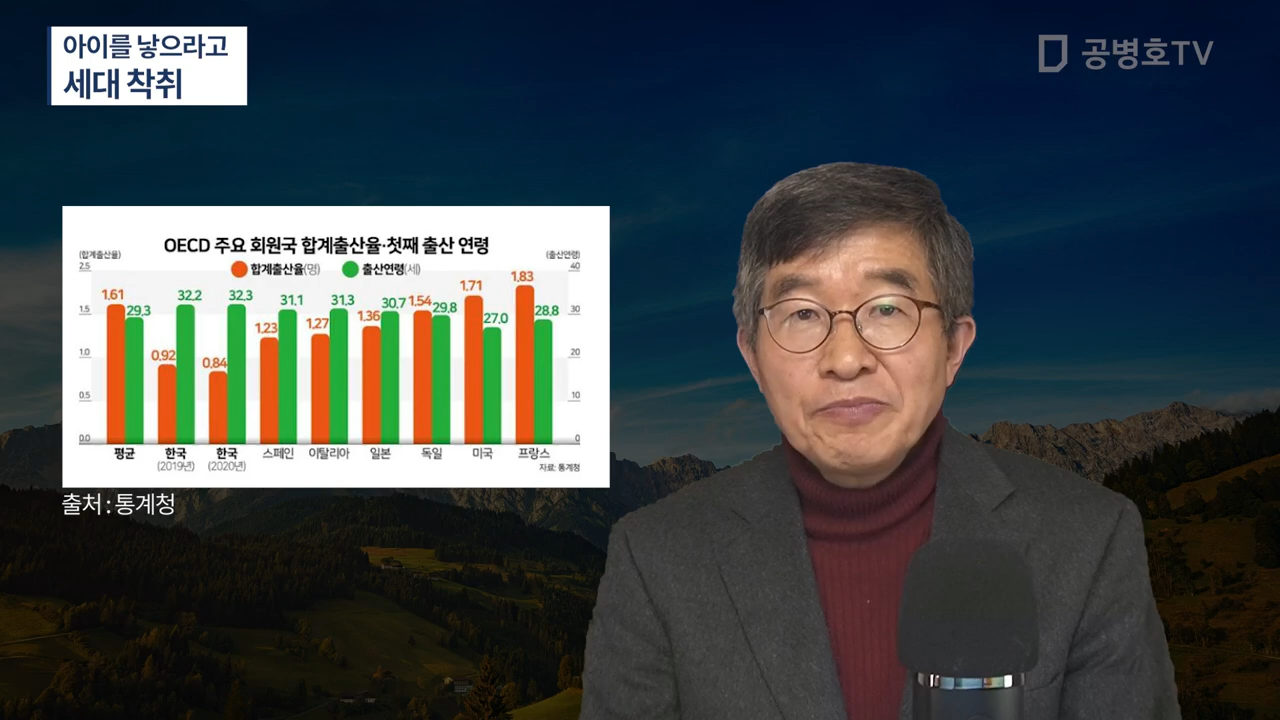 아이를 낳으라고
세대 착취
공병호TV
OECD 주요 회원국 합계출산율·첫째 출산 연령
(합계출산율)
(출산연령)
합계출산율(명) 출산연령(세)
2.5
1.5
1.0
0.5
0.0
40
30
20
10
0
1.61 29,3
0,92 32,2
0,84 32,3
1,23 31,1
1,27 31,3
1,36 30,7
1,54 29,8
1,71 27,0
1,83 28,8
평균 한국 한국 스페인 이탈리아 일본 독일 미국 프랑스
(2019년) (2020년)
자료: 통계청
출처 : 통계청